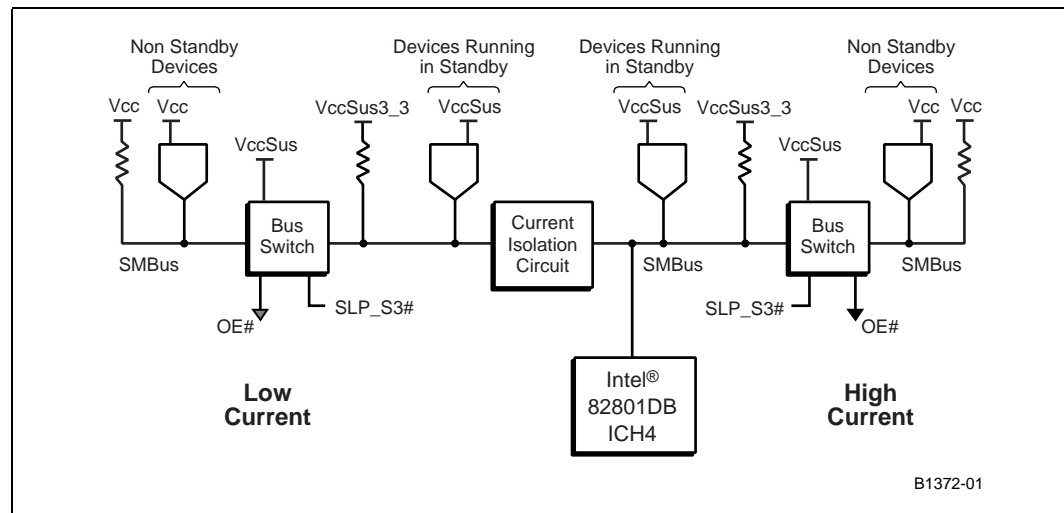 Non Standby
Devices
Devices Running
in Standby
Devices Running
in Standby
Non Standby
Devices
Vcc
Vcc
VccSus3_3
VccSus
VccSus
VccSus3_3
Vcc
Vcc
VccSus
VccSus
Bus
Switch
Current
Isolation
Circuit
Bus
Switch
SMBus
SMBus
SMBus
OE#
SLP_S3#
SLP_S3#
OE#
Low
Current
Intel®
82801DB
ICH4
High
Current
B1372-01